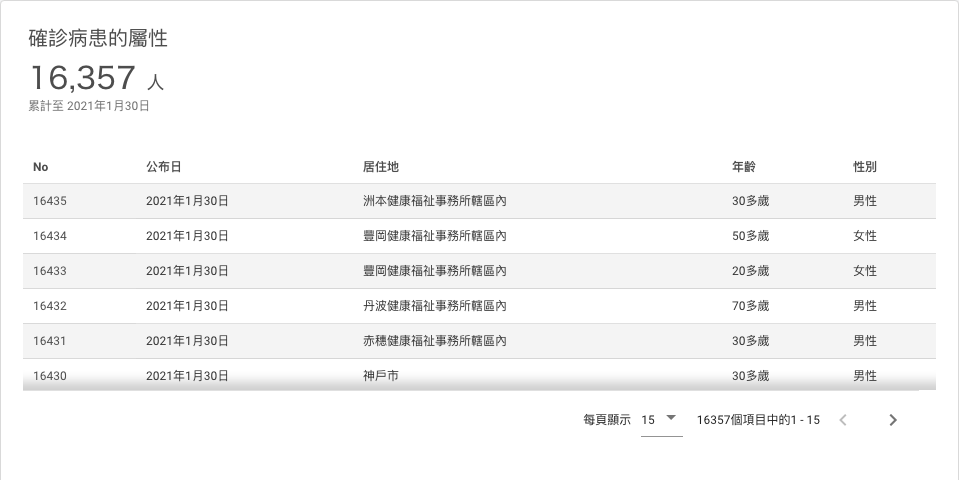 確診病患的屬性
16,357 人
累計至 2021年1月30日
No 公布日 居住地 年齡 性別
16435 2021年1月30日 洲本健康福祉事務所轄區內 30多歲 男性
16434 2021年1月30日 豐岡健康福祉事務所轄區內 50多歲 女性
16433 2021年1月30日 豐岡健康福祉事務所轄區內 20多歲 女性
16432 2021年1月30日 丹波健康福祉事務所轄區內 70多歲 男性
16431 2021年1月30日 赤穗健康福祉事務所轄區內 30多歲 男性
16430 2021年1月30日 神戶市 30多歲 男性
每頁顯示 15 16357個項目中的1 - 15